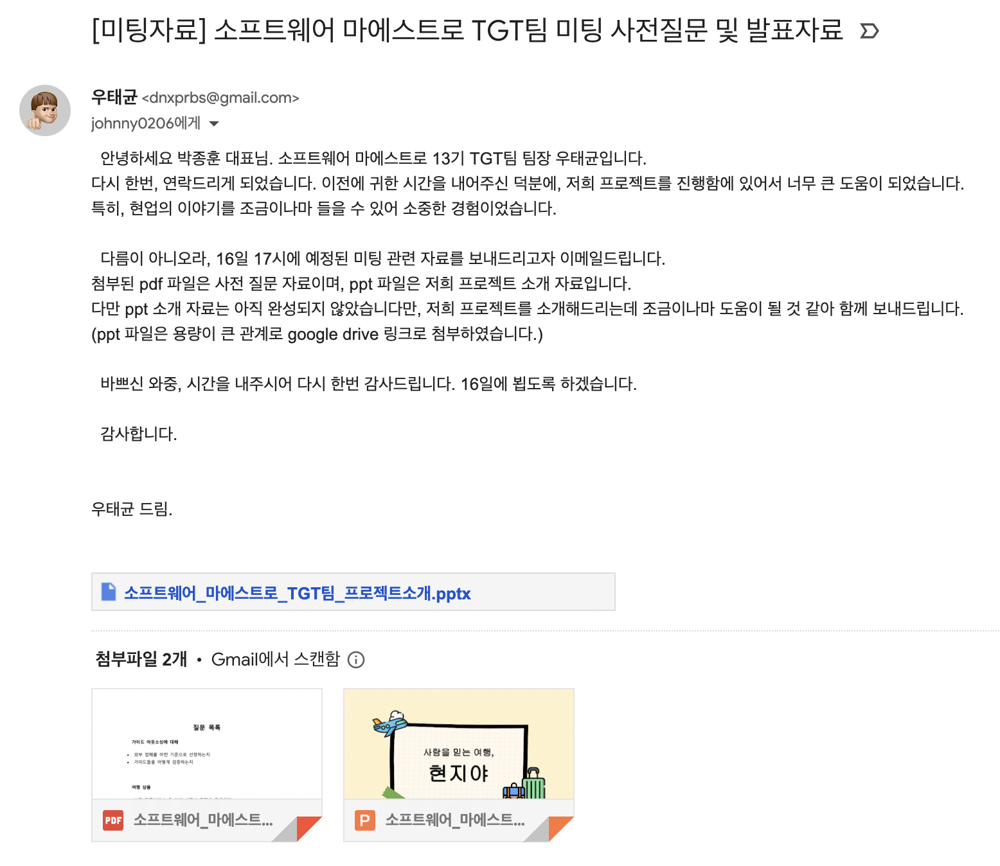 [미팅자료] 소프트웨어 마에스트로 TGT팀 미팅 사전질문 및 발표자료
우태균 <dnxprbs@gmail.com>
johnny0206에게
안녕하세요 박종훈 대표님. 소프트웨어 마에스트로 13기 TGT팀 팀장 우태균입니다.
다시 한번, 연락드리게 되었습니다. 이전에 귀한 시간을 내어주신 덕분에, 저희 프로젝트를 진행함에 있어서 너무 큰 도움이 되었습니다.
특히, 현업의 이야기를 조금이나마 들을 수 있어 소중한 경험이었습니다.
다름이 아니오라, 16일 17시에 예정된 미팅 관련 자료를 보내드리고자 이메일드립니다.
첨부된 pdf 파일은 사전 질문 자료이며, ppt 파일은 저희 프로젝트 소개 자료입니다.
다만 ppt 소개 자료는 아직 완성되지 않았습니다만, 저희 프로젝트를 소개해드리는데 조금이나마 도움이 될 것 같아 함께 보내드립니다.
(ppt 파일은 용량이 큰 관계로 google drive 링크로 첨부하였습니다.)
바쁘신 와중, 시간을 내주시어 다시 한번 감사드립니다. 16일에 뵙도록 하겠습니다.
감사합니다.
우태균 드림.
소프트웨어_마에스트로_TGT팀_프로젝트소개.pptx
첨부파일 2개 • Gmail에서 스캔함
질문 목록
가이드 아웃소싱에 대해
• 외부 업체를 어떤 기준으로 선정하는지
• 가이드들을 어떻게 검증하는지
여행 상품
PDF 소프트웨어_마에스트...
사람을 믿는 여행,
현지야
P 소프트웨어_마에스트...